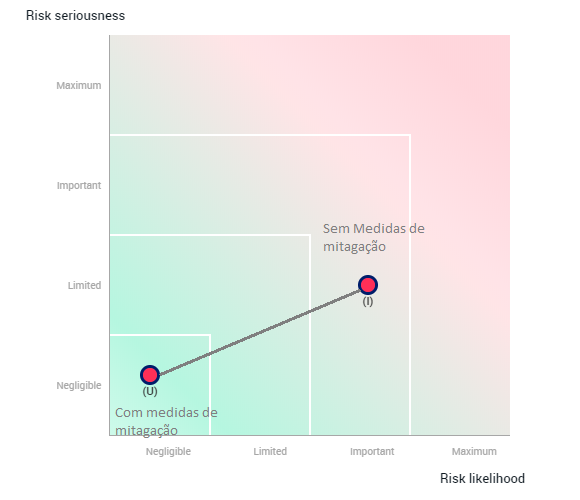 Risk seriousness
Maximum
Important
Sem Medidas de
mitagação
Limited
(I)
Negligible
(U)
Com medidas de
mitagação
Negligible
Limited
Important
Maximum
Risk likelihood